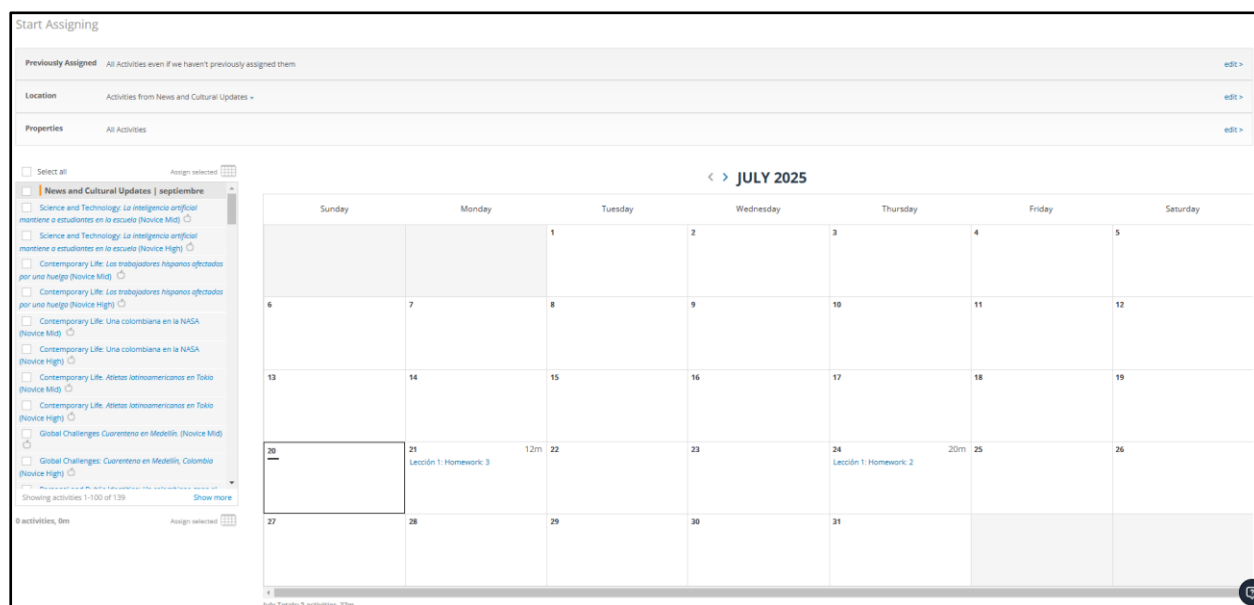 Start Assigning
Previously Assigned All Activities even if we haven't previously assigned them edit >
Location Activities from News and Cultural Updates edit >
Properties All Activities edit >
Select all Assign selected
News and Cultural Updates | septiembre
Science and Technology: La inteligencia artificial
mantiene a estudiantes en la escuela (Novice Mid)
Science and Technology: La inteligencia artificial
mantiene a estudiantes en la escuela (Novice High)
Contemporary Life: Los trabajadores hispanos afectados
por una huelga (Novice Mid)
Contemporary Life: Los trabajadores hispanos afectados
por una huelga (Novice High)
Contemporary Life: Una colombiana en la NASA
(Novice Mid)
Contemporary Life: Una colombiana en la NASA
(Novice High)
Contemporary Life. Atletas latinoamericanos en Tokio
(Novice Mid)
Contemporary Life. Atletas latinoamericanos en Tokio
(Novice High)
Global Challenges Cuarentena en Medellín. (Novice Mid)
Global Challenges: Cuarentena en Medellín, Colombia
(Novice High)
Showing activities 1-100 of 139 Show more
0 activities, 0m Assign selected
< > JULY 2025
Sunday Monday Tuesday Wednesday Thursday Friday Saturday
1 2 3 4 5
6 7 8 9 10 11 12
13 14 15 16 17 18 19
20 21 12m 22 23 24 20m 25 26
Lección 1: Homework: 3 Lección 1: Homework: 2
27 28 29 30 31